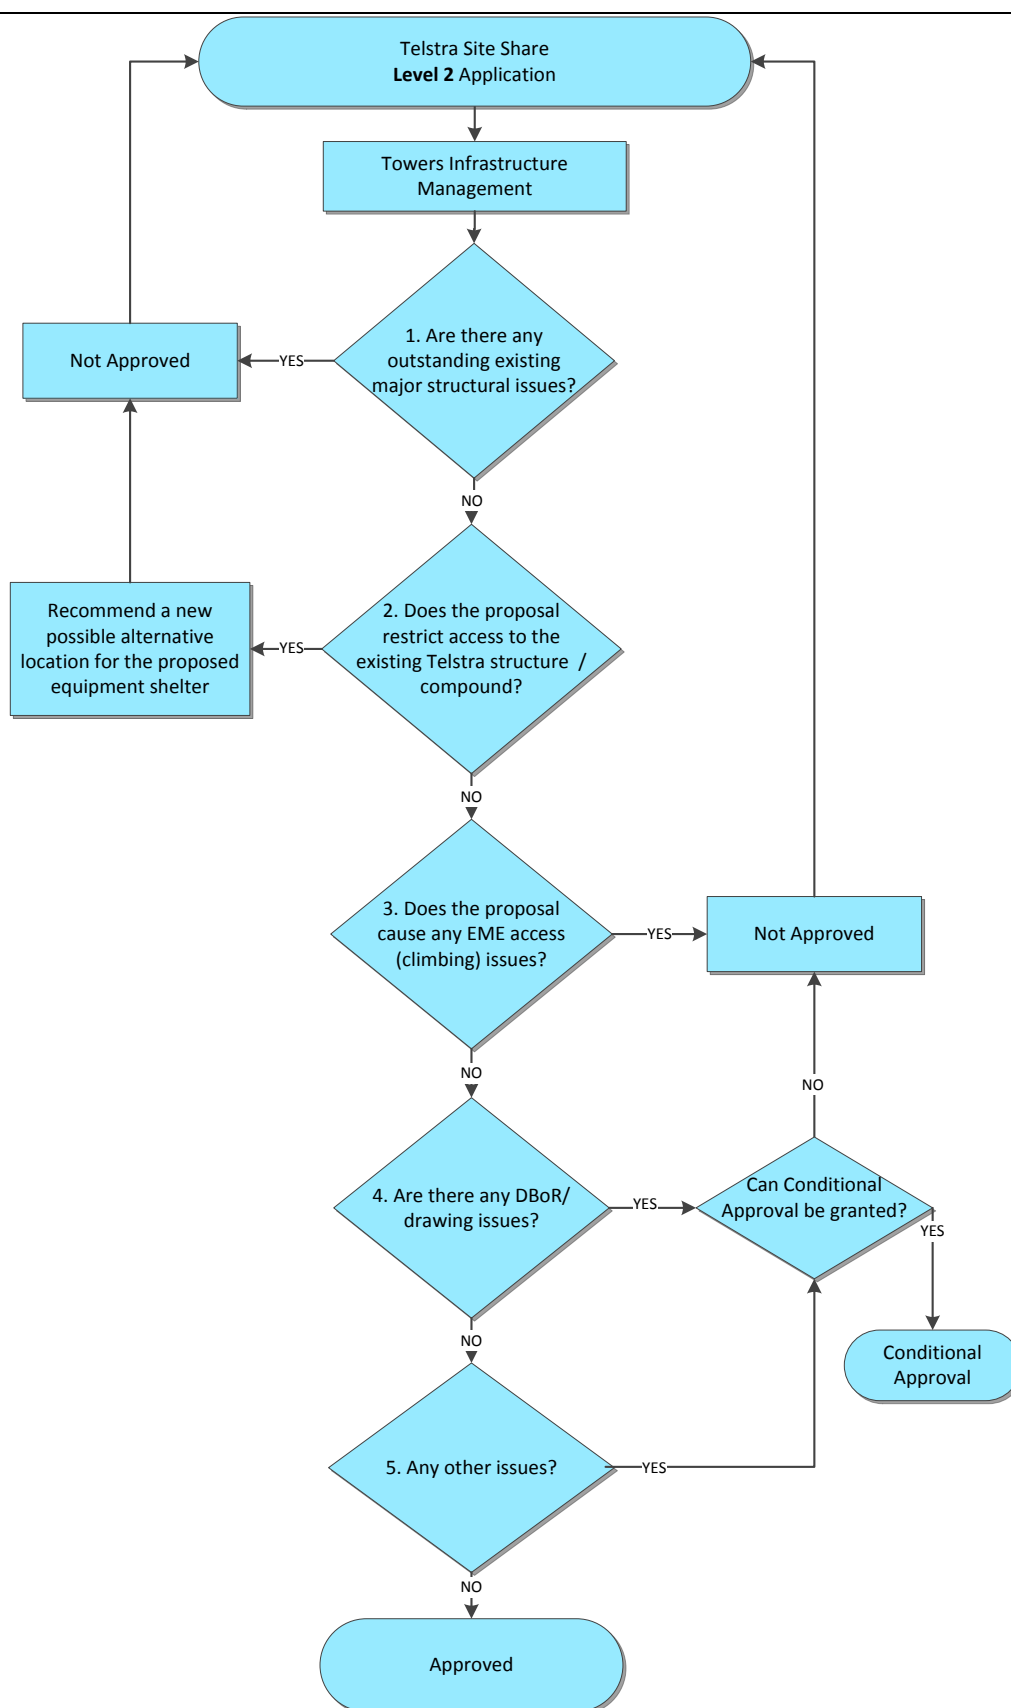 Telstra Site Share
Level 2 Application
Towers Infrastructure
Management
1. Are there any
outstanding existing
major structural issues?
YES
Not Approved
NO
2. Does the proposal
restrict access to the
existing Telstra structure /
compound?
YES
Recommend a new
possible alternative
location for the proposed
equipment shelter
NO
3. Does the proposal
cause any EME access
(climbing) issues?
YES
Not Approved
NO
NO
4. Are there any DBoR/
drawing issues?
YES
Can Conditional
Approval be granted?
YES
NO
Conditional
Approval
5. Any other issues?
YES
NO
Approved